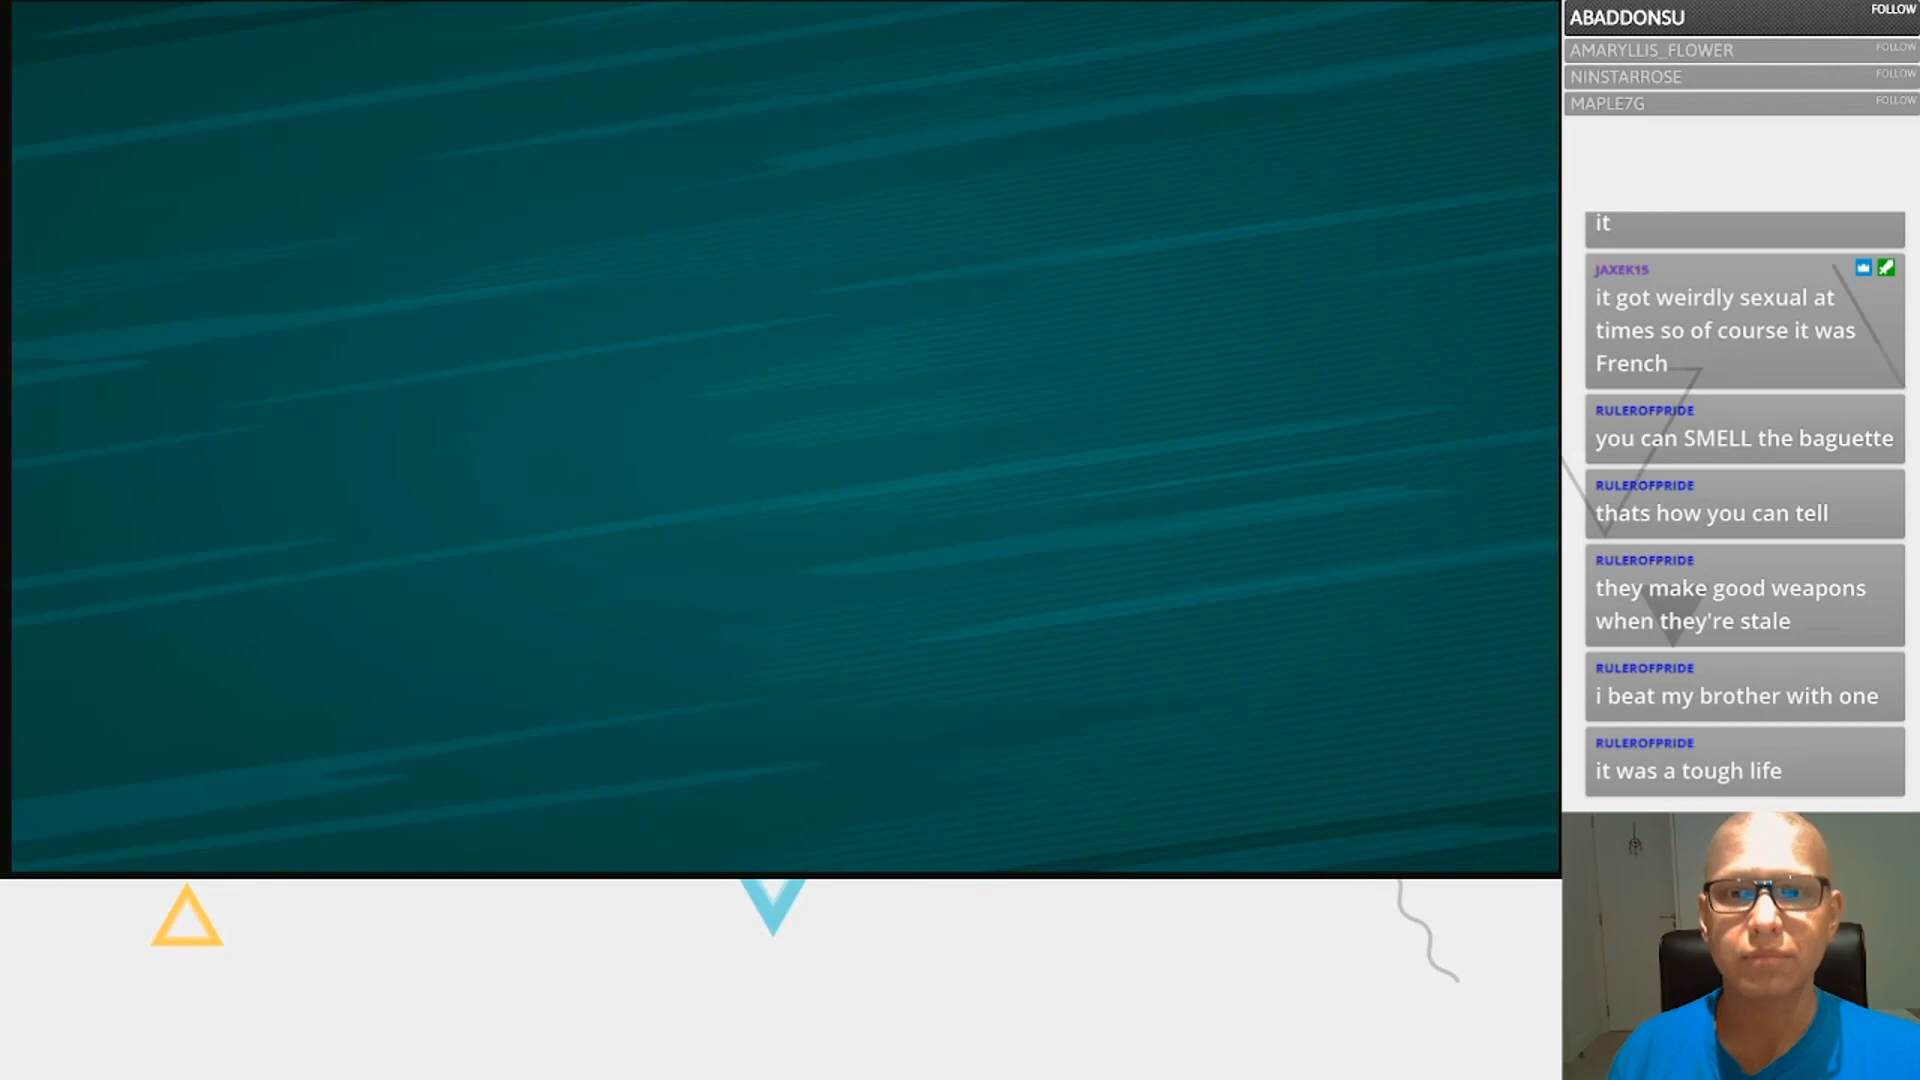 ABADDONSU FOLLOW
AMARYLLIS_FLOWER FOLLOW
NINSTARROSE FOLLOW
MAPLE7G FOLLOW
it
JAXEK15
it got weirdly sexual at
times so of course it was
French
RULEROFPRIDE
you can SMELL the baguette
RULEROFPRIDE
thats how you can tell
RULEROFPRIDE
they make good weapons
when they're stale
RULEROFPRIDE
i beat my brother with one
RULEROFPRIDE
it was a tough life